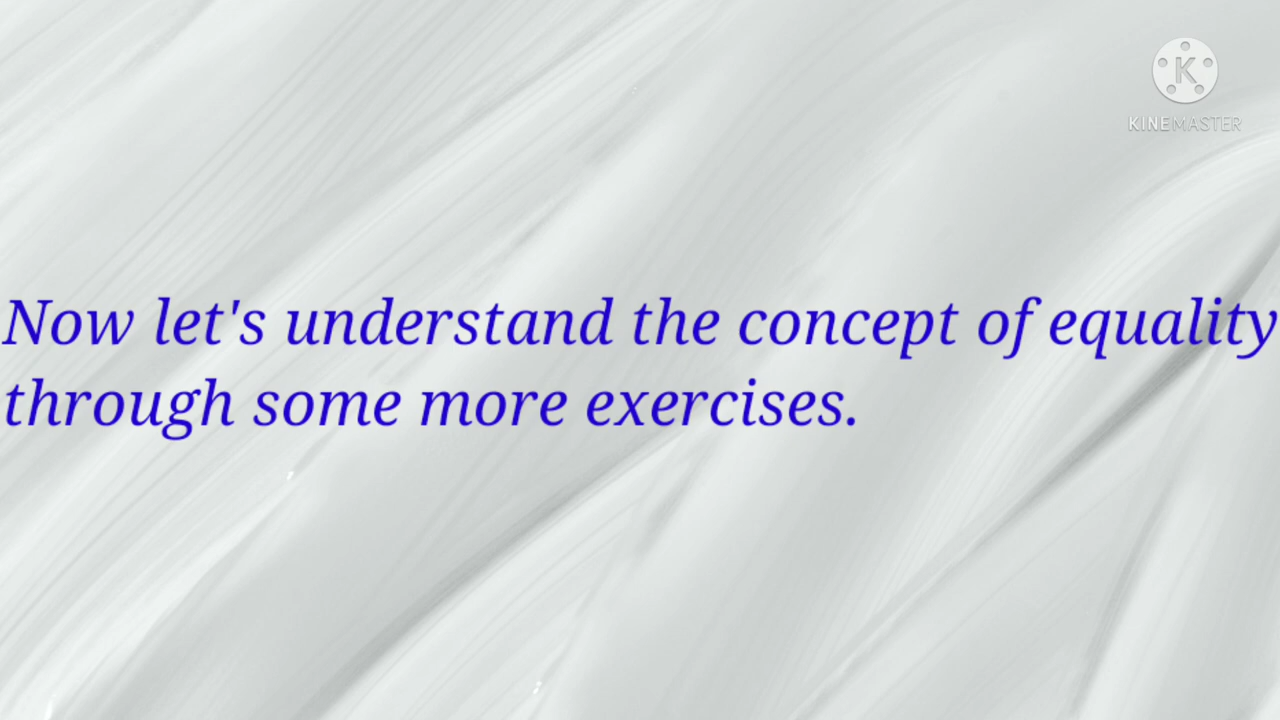 KINEMASTER
Now let's understand the concept of equality
through some more exercises.